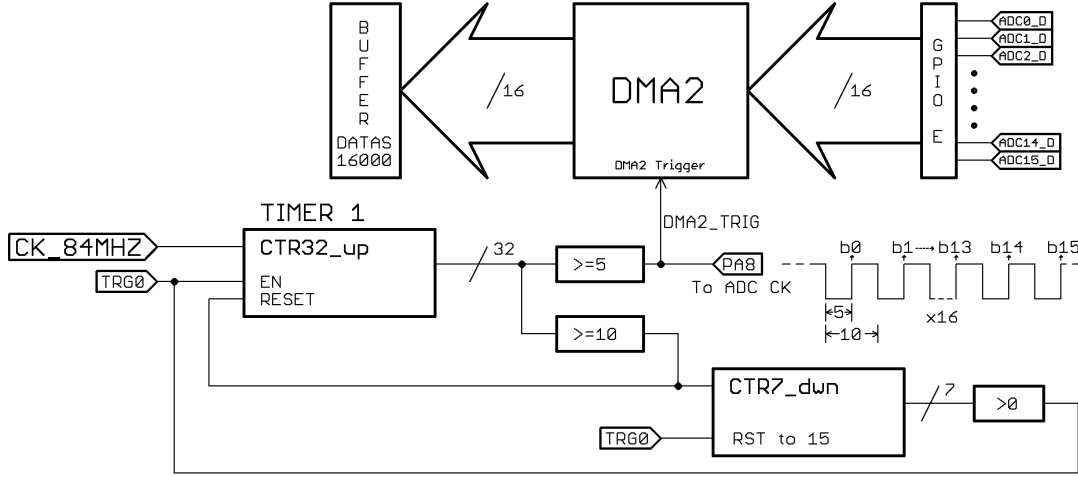 BUFFER
DATAS
16000
/16
DMA2
DMA2 Trigger
/16
GPIO E
ADC0_D
ADC1_D
ADC2_D
ADC14_D
ADC15_D
TIMER 1
CK_84MHZ
CTR32_up
TRG0
EN
RESET
32
>=5
DMA2_TRIG
PA8
To ADC CK
b0
b1
b13
b14
b15
5
10
x16
>=10
CTR7_dwn
7
>0
TRG0
RST to 15